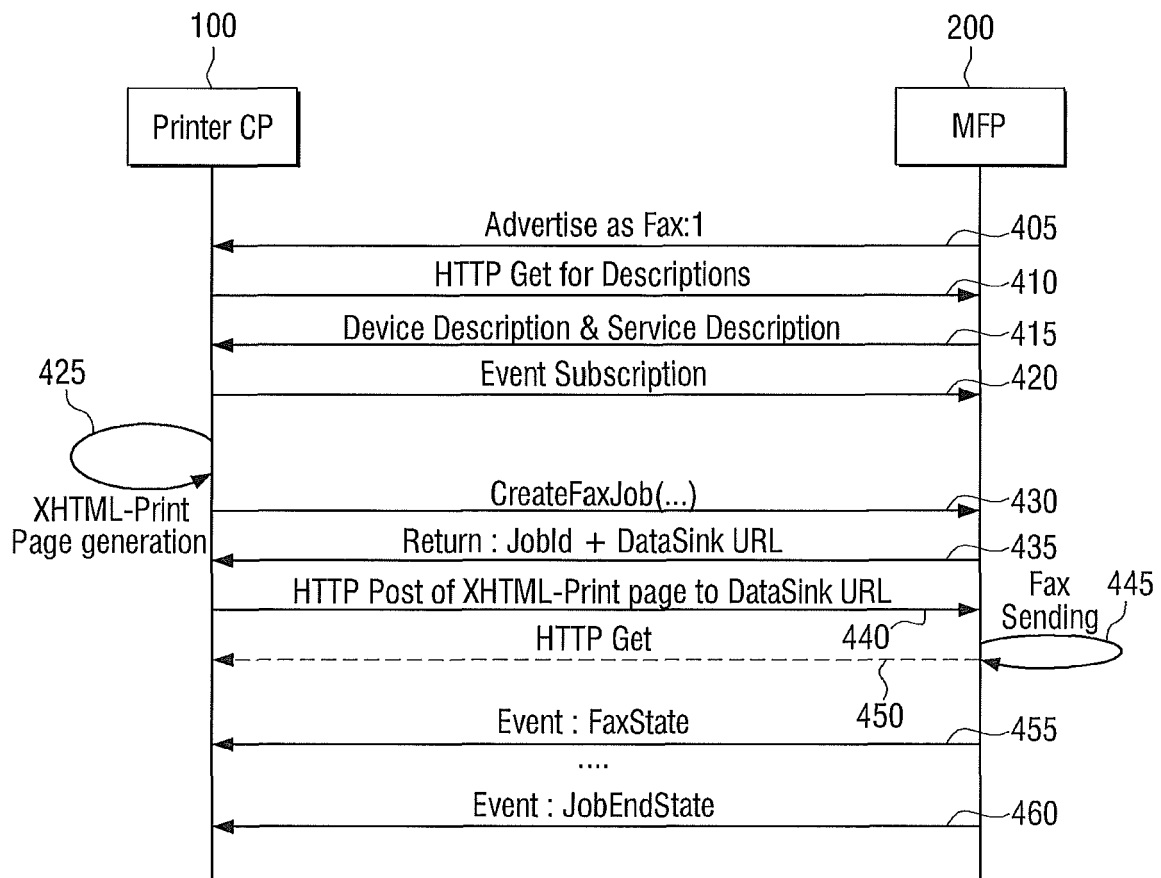 100
200
Printer CP
MFP
Advertise as Fax:1
405
HTTP Get for Descriptions
410
Device Description & Service Description
415
425
Event Subscription
420
XHTML-Print
Page generation
CreateFaxJob(...)
430
Return : JobId + DataSink URL
435
HTTP Post of XHTML-Print page to DataSink URL
440
Fax
Sending
445
HTTP Get
450
Event : FaxState
455
....
Event : JobEndState
460